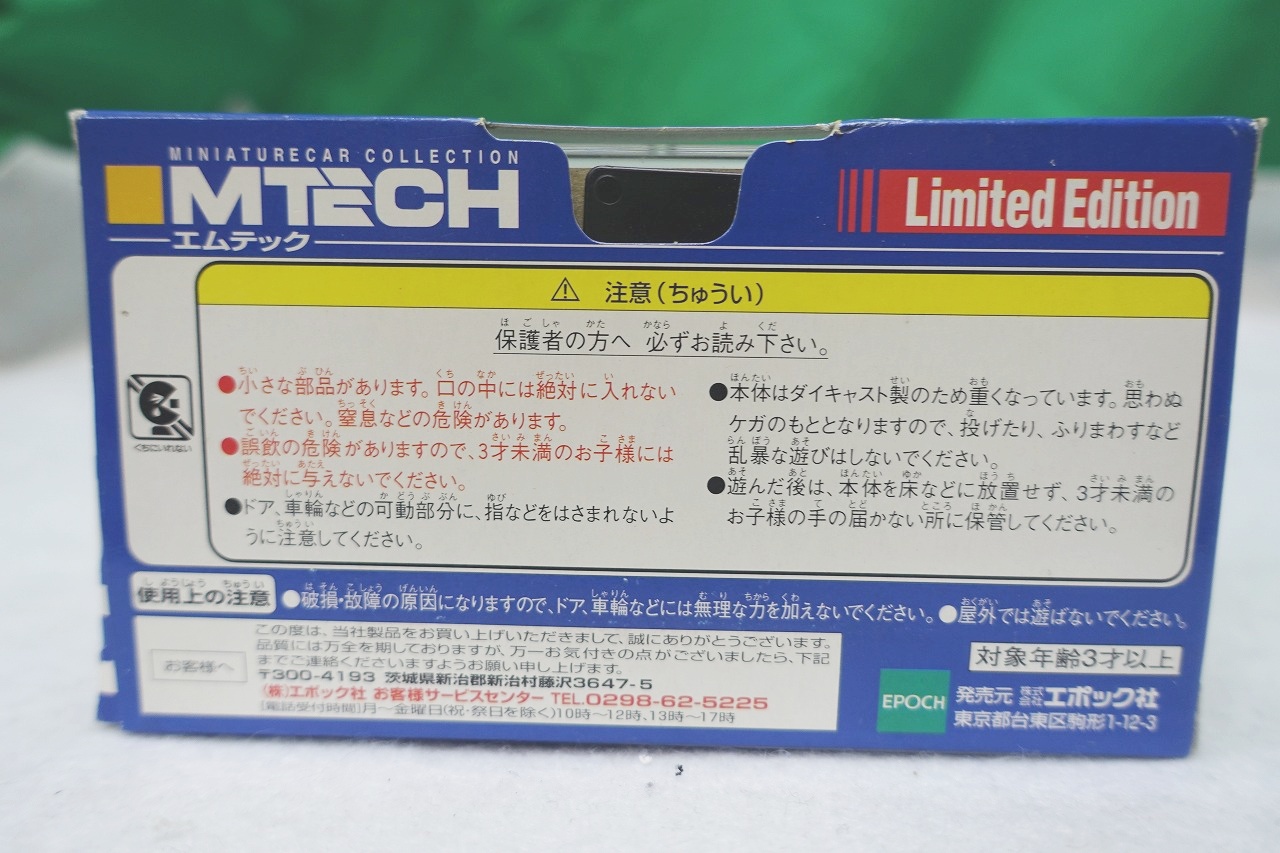 MINIATURECAR COLLECTION
MTECH
エムテック
Limited Edition
⚠ 注意(ちゅうい)
保護者の方へ 必ずお読み下さい。
●小さな部品があります。口の中には絶対に入れない
でください。窒息などの危険があります。
●誤飲の危険がありますので、3才未満のお子様には
絶対に与えないでください。
●ドア、車輪などの可動部分に、指などをはさまれないよ
うに注意してください。
●本体はダイキャスト製のため重くなっています。思わぬ
ケガのもととなりますので、投げたり、ふりまわすなど
乱暴な遊びはしないでください。
●遊んだ後は、本体を床などに放置せず、3才未満の
お子様の手の届かない所に保管してください。
くちにいれない
使用上の注意
●破損・故障の原因になりますので、ドア、車輪などには無理な力を加えないでください。●屋外では遊ばないでください。
お客様へ
この度は、当社製品をお買い上げいただきまして、誠にありがとうございます。
品質には万全を期しておりますが、万一お気付きの点がございましたら、下記
までご連絡くださいますようお願い申し上げます。
〒300-4193 茨城県新治郡新治村藤沢3647-5
(株)エポック社 お客様サービスセンター TEL.0298-62-5225
[電話受付時間]月〜金曜日(祝・祭日を除く)10時〜12時、13時〜17時
対象年齢3才以上
EPOCH
発売元 株式会社 エポック社
東京都台東区駒形1-12-3